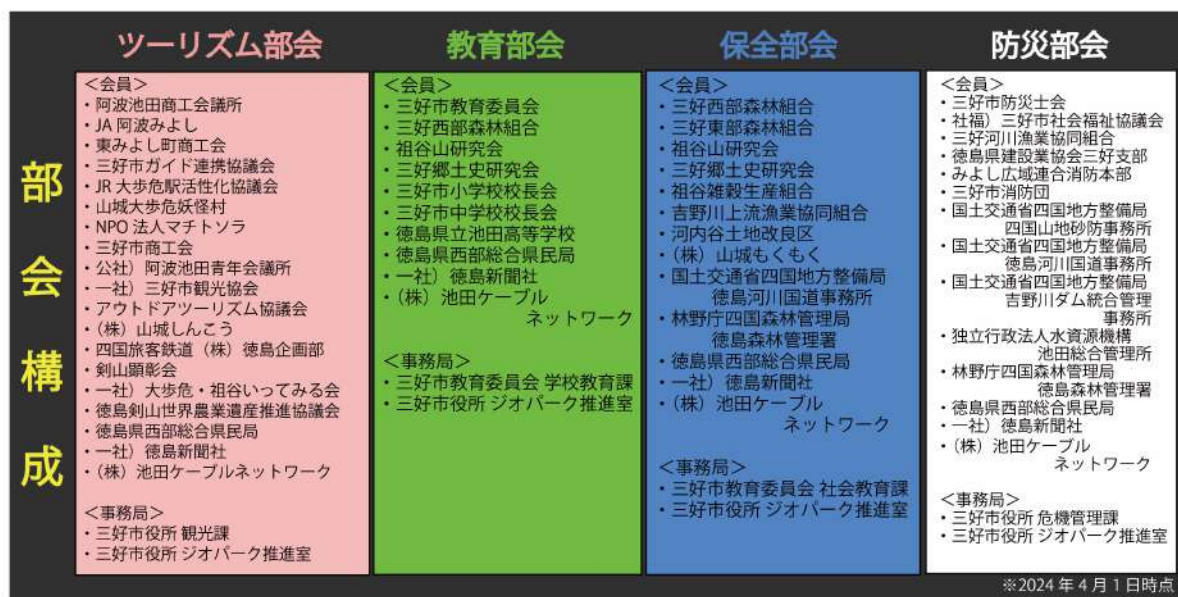 部会構成
ツーリズム部会
＜会員＞
・阿波池田商工会議所
・JA 阿波みよし
・東みよし町商工会
・三好市ガイド連携協議会
・JR 大歩危駅活性化協議会
・山城大歩危妖怪村
・NPO 法人マチトソラ
・三好市商工会
・公社）阿波池田青年会議所
・一社）三好市観光協会
・アウトドアツーリズム協議会
・（株）山城しんこう
・四国旅客鉄道（株）徳島企画部
・剣山顕彰会
・一社）大歩危・祖谷いってみる会
・徳島剣山世界農業遺産推進協議会
・徳島県西部総合県民局
・一社）徳島新聞社
・（株）池田ケーブルネットワーク
＜事務局＞
・三好市役所 観光課
・三好市役所 ジオパーク推進室
教育部会
＜会員＞
・三好市教育委員会
・三好西部森林組合
・祖谷山研究会
・三好郷土史研究会
・三好市小学校校長会
・三好市中学校校長会
・徳島県立池田高等学校
・徳島県西部総合県民局
・一社）徳島新聞社
・（株）池田ケーブル
ネットワーク
＜事務局＞
・三好市教育委員会 学校教育課
・三好市役所 ジオパーク推進室
保全部会
＜会員＞
・三好西部森林組合
・三好東部森林組合
・祖谷山研究会
・三好郷土史研究会
・祖谷雑穀生産組合
・吉野川上流漁業協同組合
・河内谷土地改良区
・（株）山城もくもく
・国土交通省四国地方整備局
徳島河川国道事務所
・林野庁四国森林管理局
徳島森林管理署
・徳島県西部総合県民局
・一社）徳島新聞社
・（株）池田ケーブル
ネットワーク
＜事務局＞
・三好市教育委員会 社会教育課
・三好市役所 ジオパーク推進室
防災部会
＜会員＞
・三好市防災士会
・社福）三好市社会福祉協議会
・三好河川漁業協同組合
・徳島県建設業協会三好支部
・みよし広域連合消防本部
・三好市消防団
・国土交通省四国地方整備局
四国山地砂防事務所
・国土交通省四国地方整備局
徳島河川国道事務所
・国土交通省四国地方整備局
吉野川ダム統合管理
事務所
・独立行政法人水資源機構
池田総合管理所
・林野庁四国森林管理局
徳島森林管理署
・徳島県西部総合県民局
・一社）徳島新聞社
・（株）池田ケーブル
ネットワーク
＜事務局＞
・三好市役所 危機管理課
・三好市役所 ジオパーク推進室
※2024 年 4 月 1 日時点